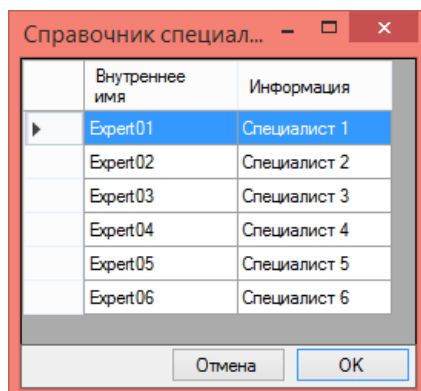 Справочник специал...
Внутреннее имя Информация
Expert01 Специалист 1
Expert02 Специалист 2
Expert03 Специалист 3
Expert04 Специалист 4
Expert05 Специалист 5
Expert06 Специалист 6
Отмена OK